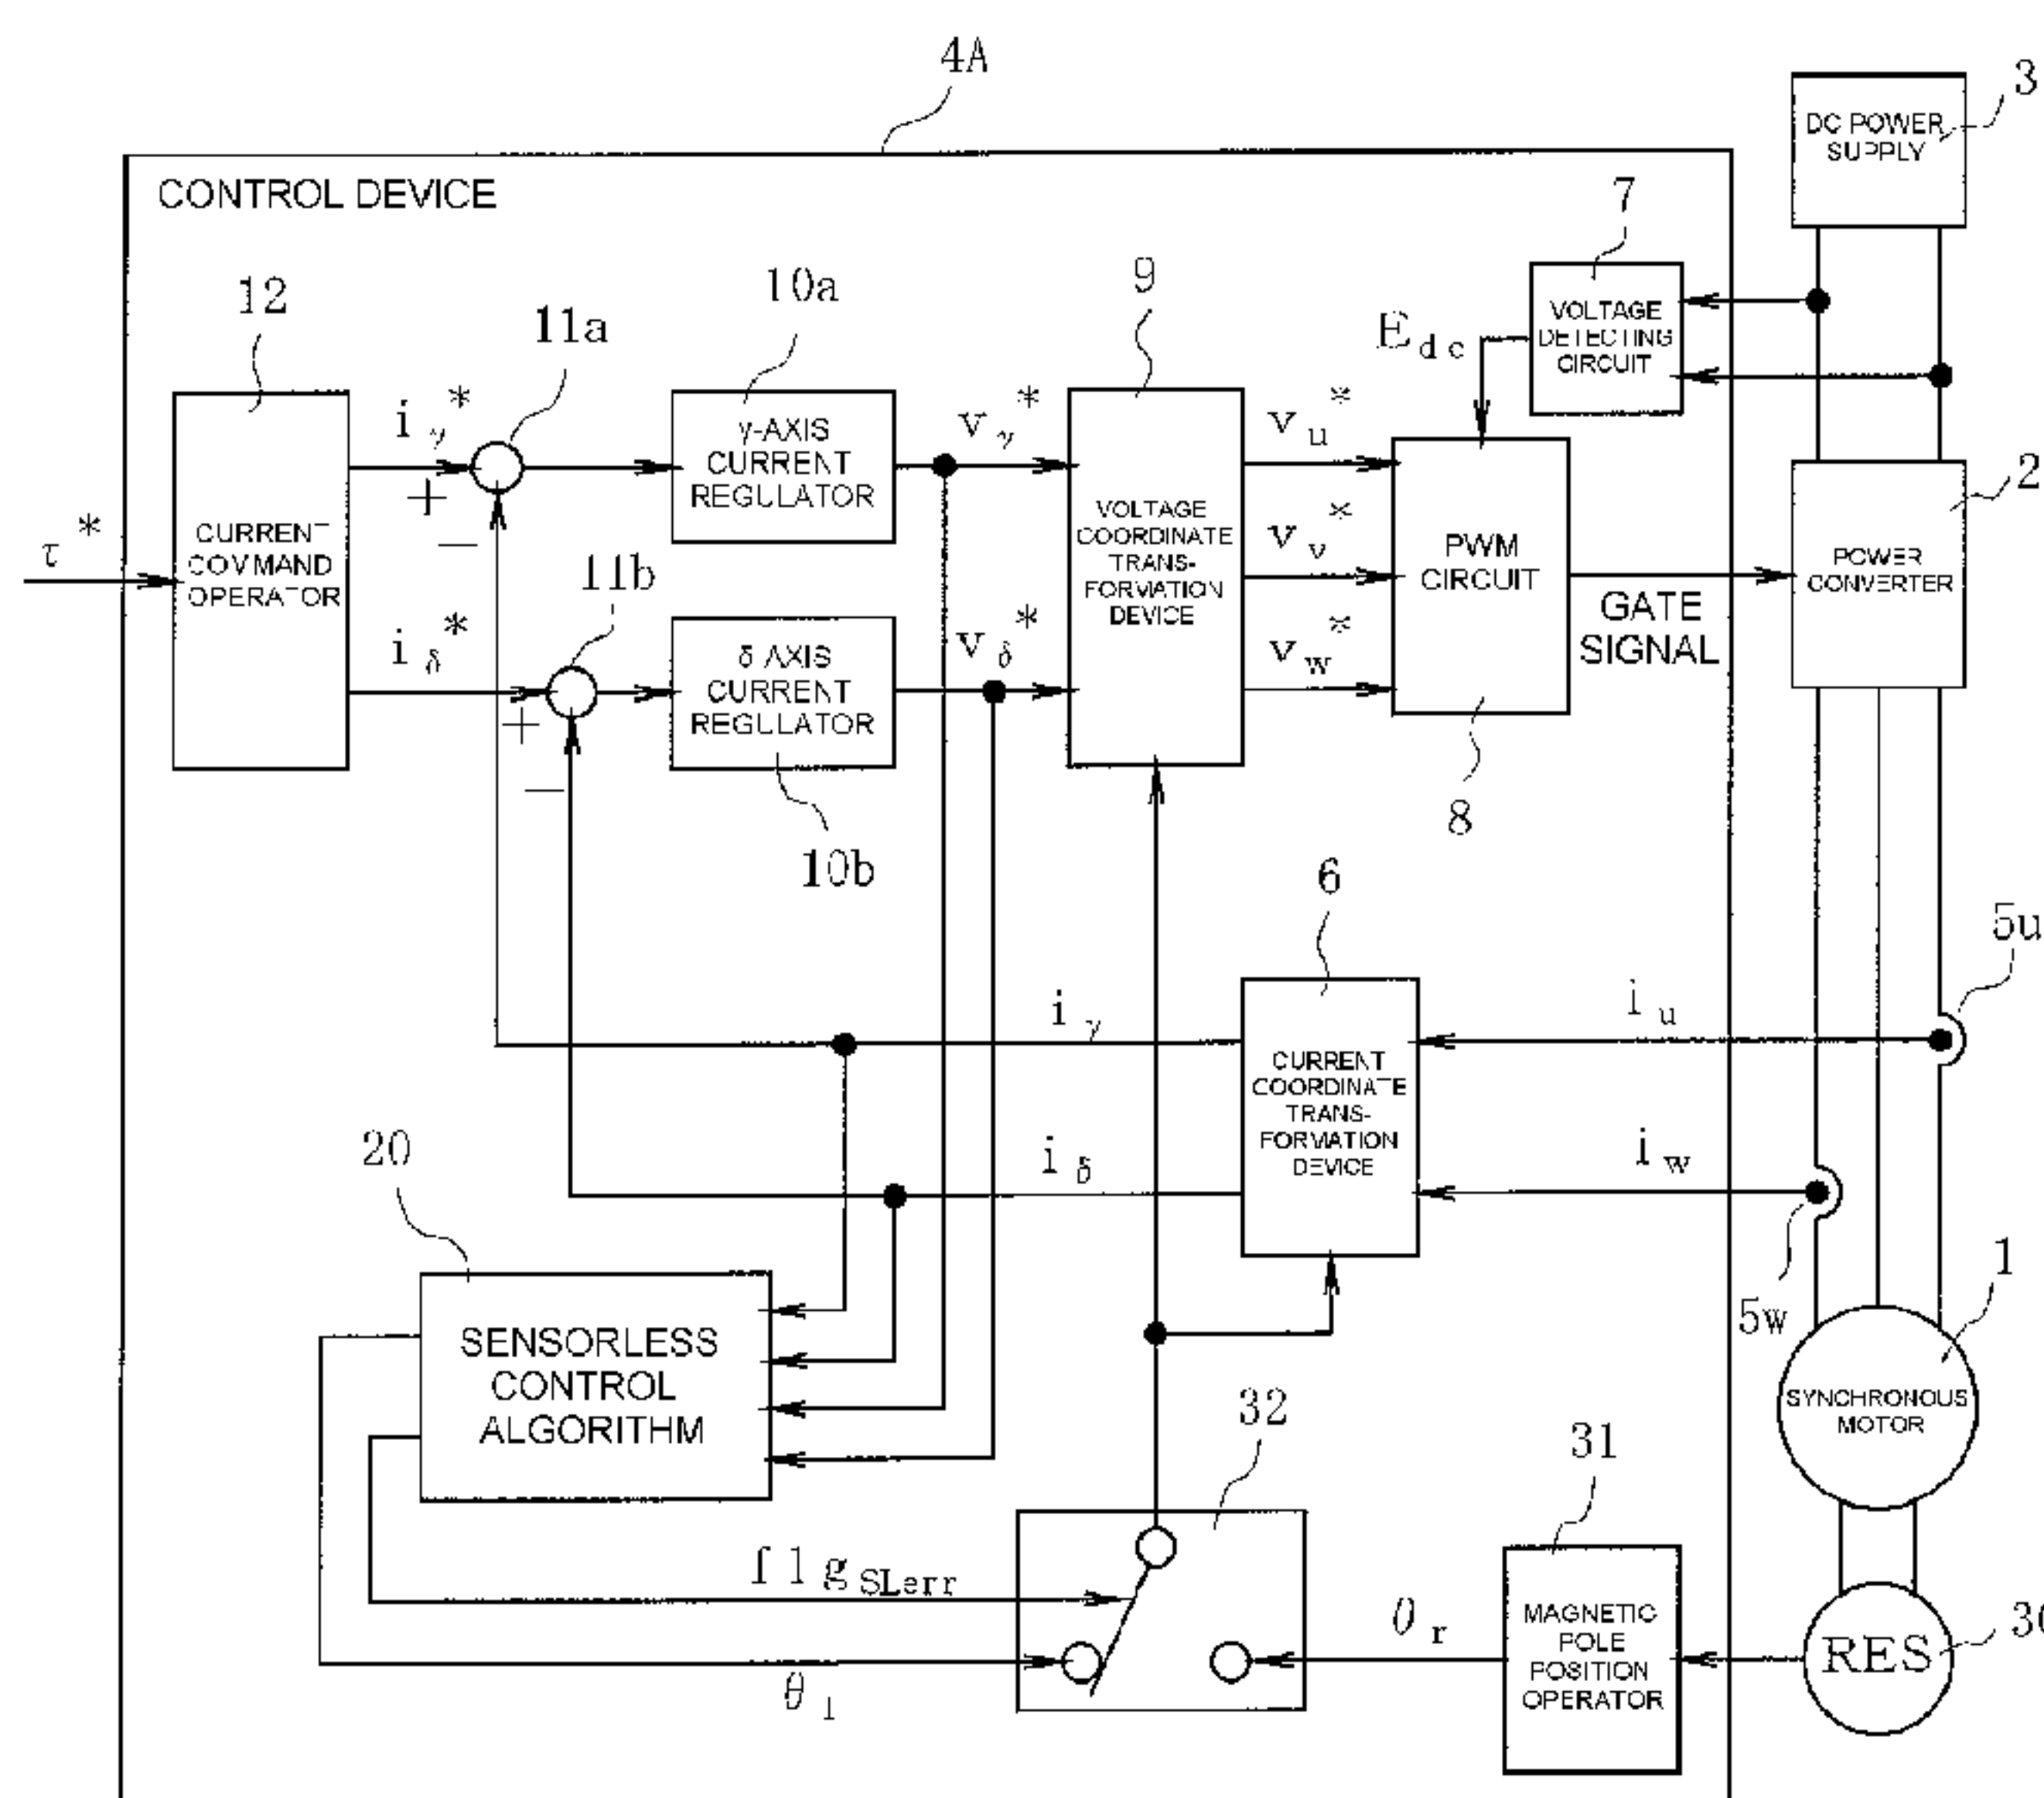 4A
3
DC POWER
SUPPLY
CONTROL DEVICE
7
VOLTAGE
DETECTING
CIRCUIT
E dc
12
11a
10a
9
i γ *
γ-AXIS
CURRENT
REGULATOR
v γ *
v u *
2
τ *
CURRENT
COMMAND
OPERATOR
+
−
11b
VOLTAGE
COORDINATE
TRANS-
FORMATION
DEVICE
v v *
PWM
CIRCUIT
POWER
CONVERTER
GATE
SIGNAL
i δ *
δ AXIS
CURRENT
REGULATOR
v δ *
v w *
+
−
10b
8
6
5u
i γ
i u
CURRENT
COORDINATE
TRANS-
FORMATION
DEVICE
20
i δ
i w
5w
1
SENSORLESS
CONTROL
ALGORITHM
SYNCHRONOUS
MOTOR
32
31
flg SLerr
θ r
MAGNETIC
POLE
POSITION
OPERATOR
RES
θ 1